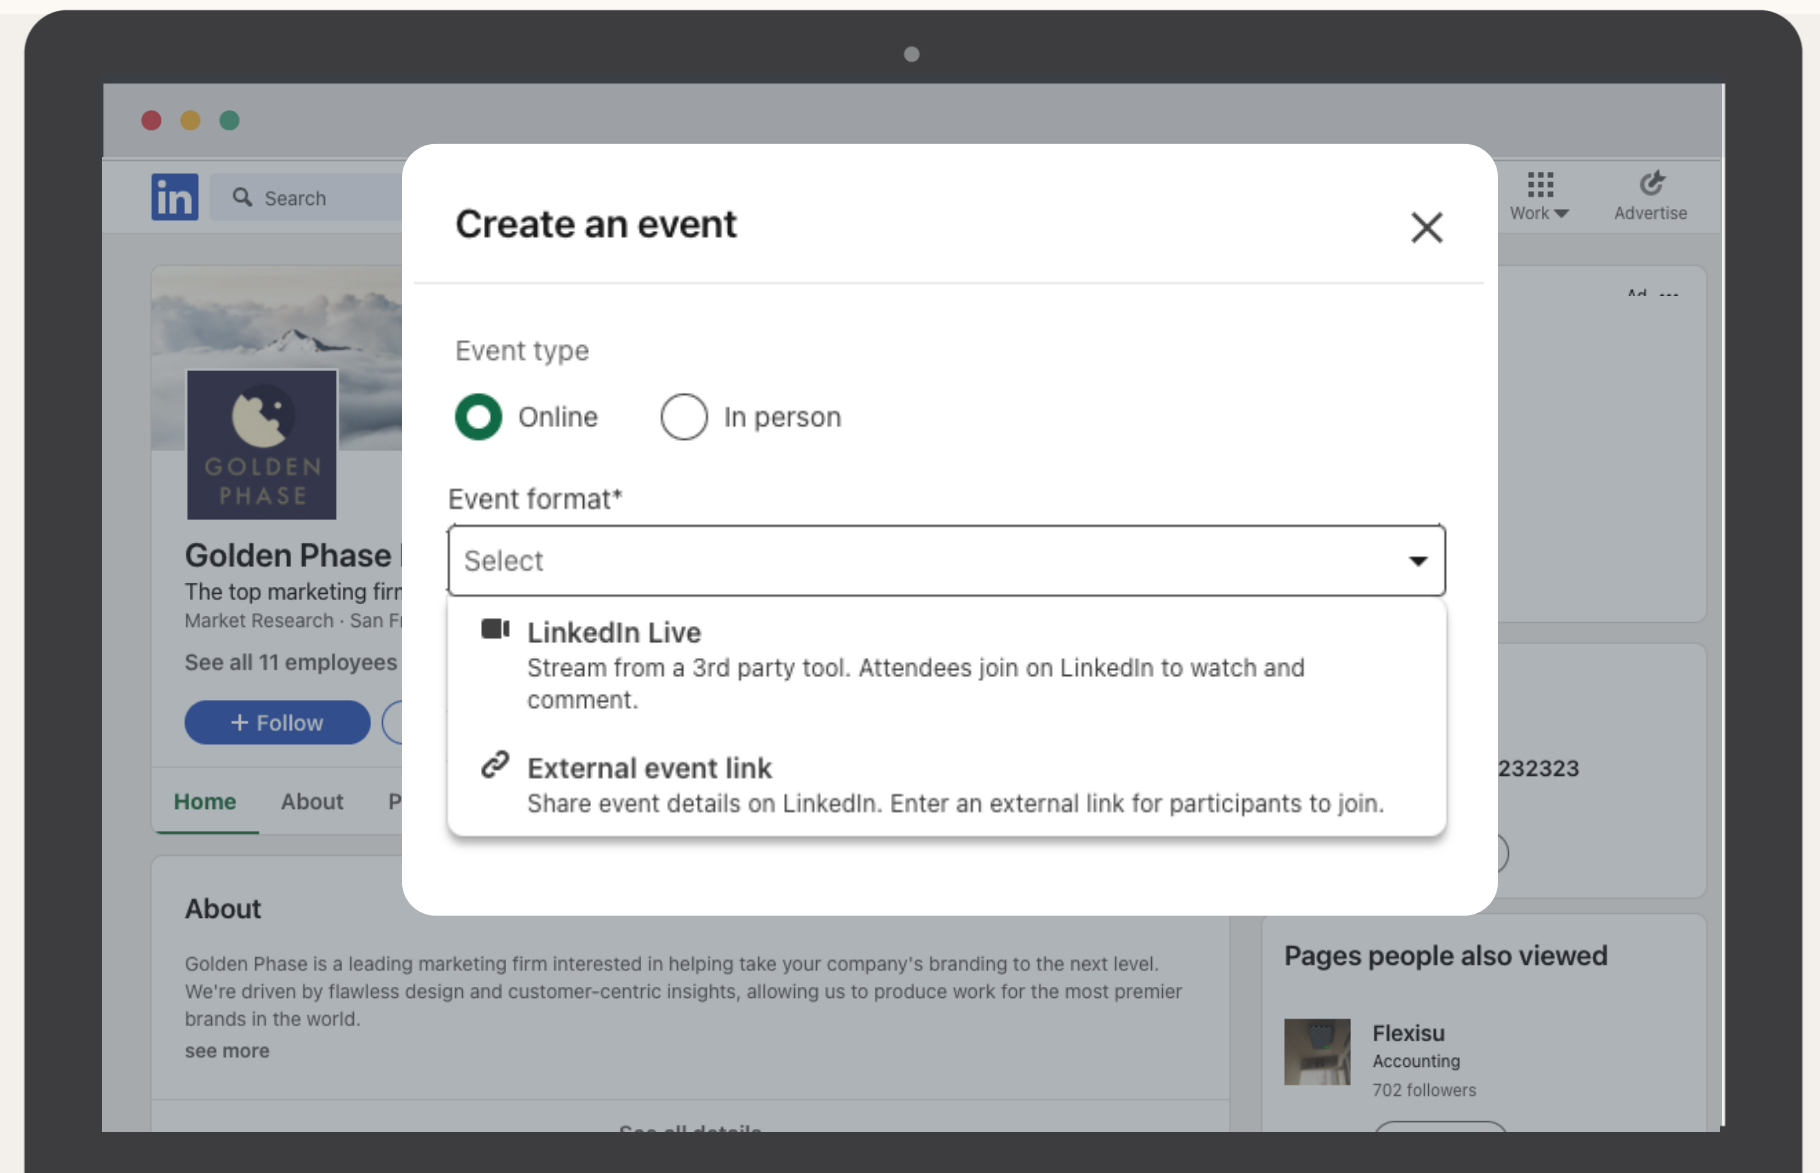 in
Search
Work
Advertise
Create an event
Ad
Event type
Online
In person
Event format*
Select
LinkedIn Live
Stream from a 3rd party tool. Attendees join on LinkedIn to watch and
comment.
External event link
Share event details on LinkedIn. Enter an external link for participants to join.
GOLDEN
PHASE
Golden Phase
The top marketing firm
Market Research · San
See all 11 employees
+ Follow
Home
About
P
232323
About
Golden Phase is a leading marketing firm interested in helping take your company's branding to the next level.
We're driven by flawless design and customer-centric insights, allowing us to produce work for the most premier
brands in the world.
see more
See all details
Pages people also viewed
Flexisu
Accounting
702 followers